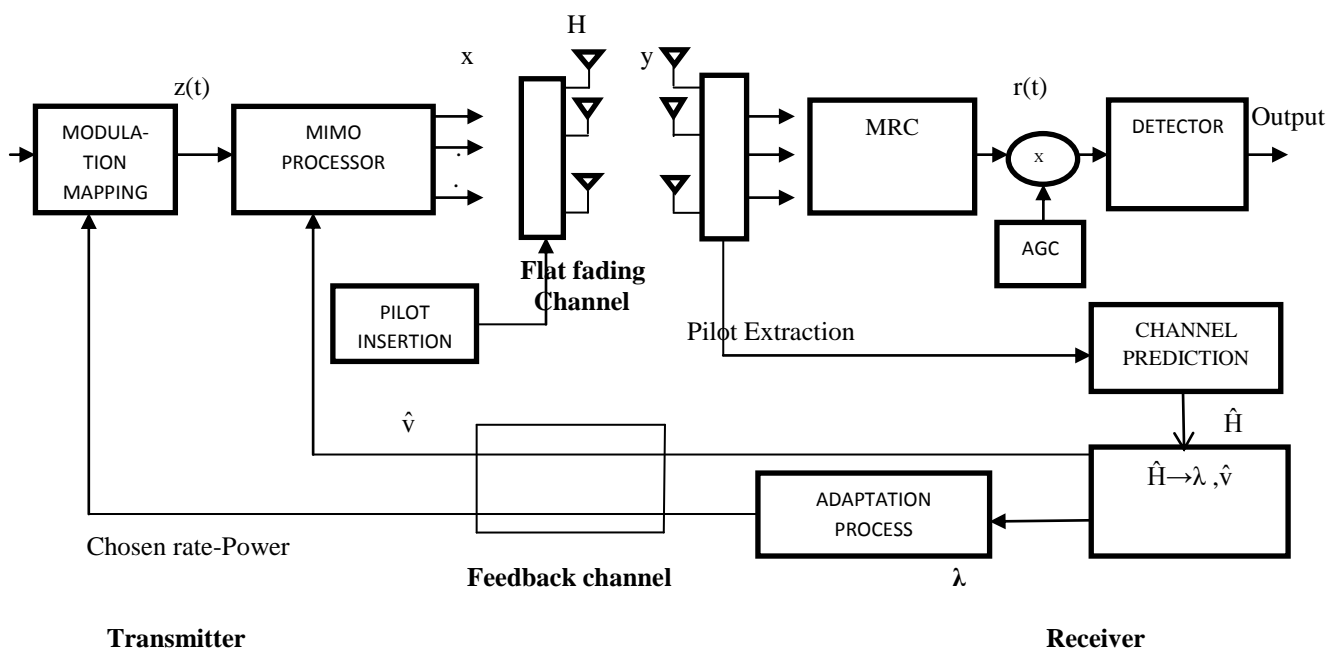 H
x
y
z(t)
r(t)
MODULA-
TION
MAPPING
MIMO
PROCESSOR
.
.
MRC
x
DETECTOR
Output
AGC
Flat fading
Channel
PILOT
INSERTION
Pilot Extraction
CHANNEL
PREDICTION
v̂
Ĥ
Ĥ→λ ,v̂
ADAPTATION
PROCESS
Chosen rate-Power
Feedback channel
λ
Transmitter
Receiver